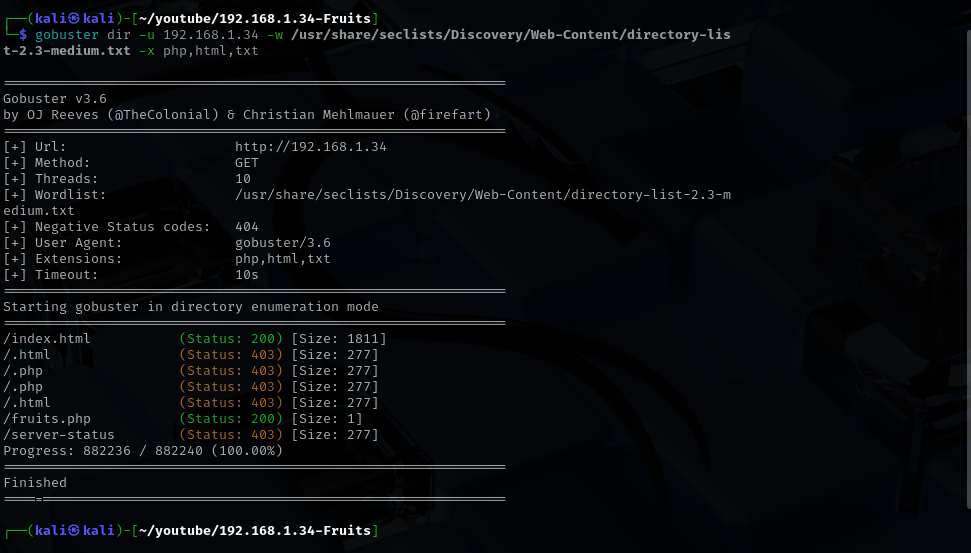 ┌──(kali㉿kali)-[~/youtube/192.168.1.34-Fruits]
└─$ gobuster dir -u 192.168.1.34 -w /usr/share/seclists/Discovery/Web-Content/directory-lis
t-2.3-medium.txt -x php,html,txt
===============================================================
Gobuster v3.6
by OJ Reeves (@TheColonial) & Christian Mehlmauer (@firefart)
===============================================================
[+] Url:                     http://192.168.1.34
[+] Method:                  GET
[+] Threads:                 10
[+] Wordlist:                /usr/share/seclists/Discovery/Web-Content/directory-list-2.3-m
edium.txt
[+] Negative Status codes:   404
[+] User Agent:              gobuster/3.6
[+] Extensions:              php,html,txt
[+] Timeout:                 10s
===============================================================
Starting gobuster in directory enumeration mode
===============================================================
/index.html           (Status: 200) [Size: 1811]
/.html                (Status: 403) [Size: 277]
/.php                 (Status: 403) [Size: 277]
/.php                 (Status: 403) [Size: 277]
/.html                (Status: 403) [Size: 277]
/fruits.php           (Status: 200) [Size: 1]
/server-status        (Status: 403) [Size: 277]
Progress: 882236 / 882240 (100.00%)
===============================================================
Finished
===============================================================
┌──(kali㉿kali)-[~/youtube/192.168.1.34-Fruits]